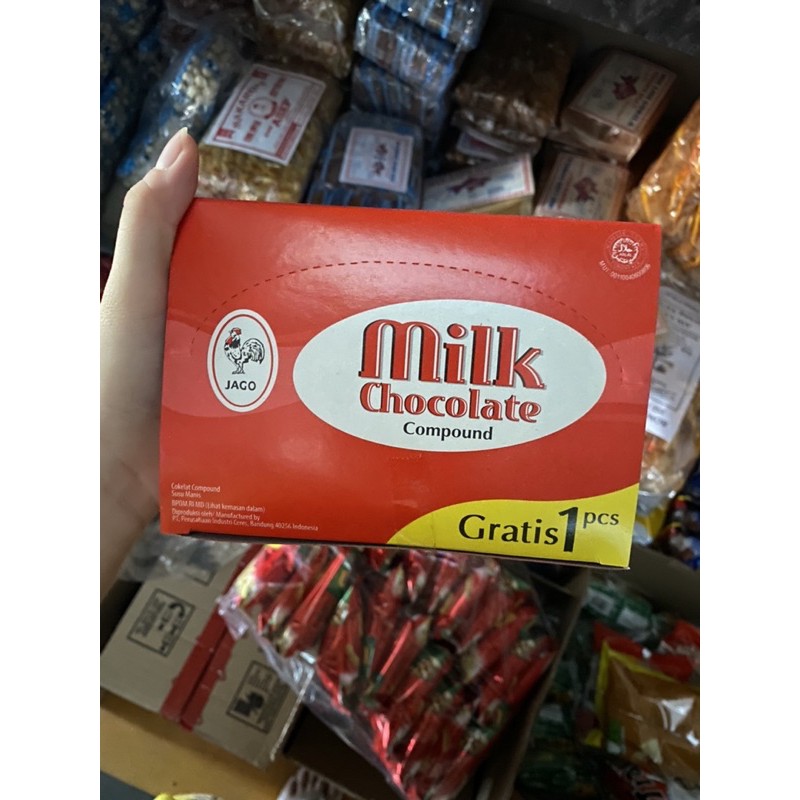 Milk
Chocolate
Compound
JAGO
Cokelat Compound
Susu Manis
BPOM RI MD (Lihat kemasan dalam)
Diproduksi oleh/ Manufactured by
PT. Perusahaan Industri Ceres, Bandung 40256 Indonesia
Gratis 1 pcs